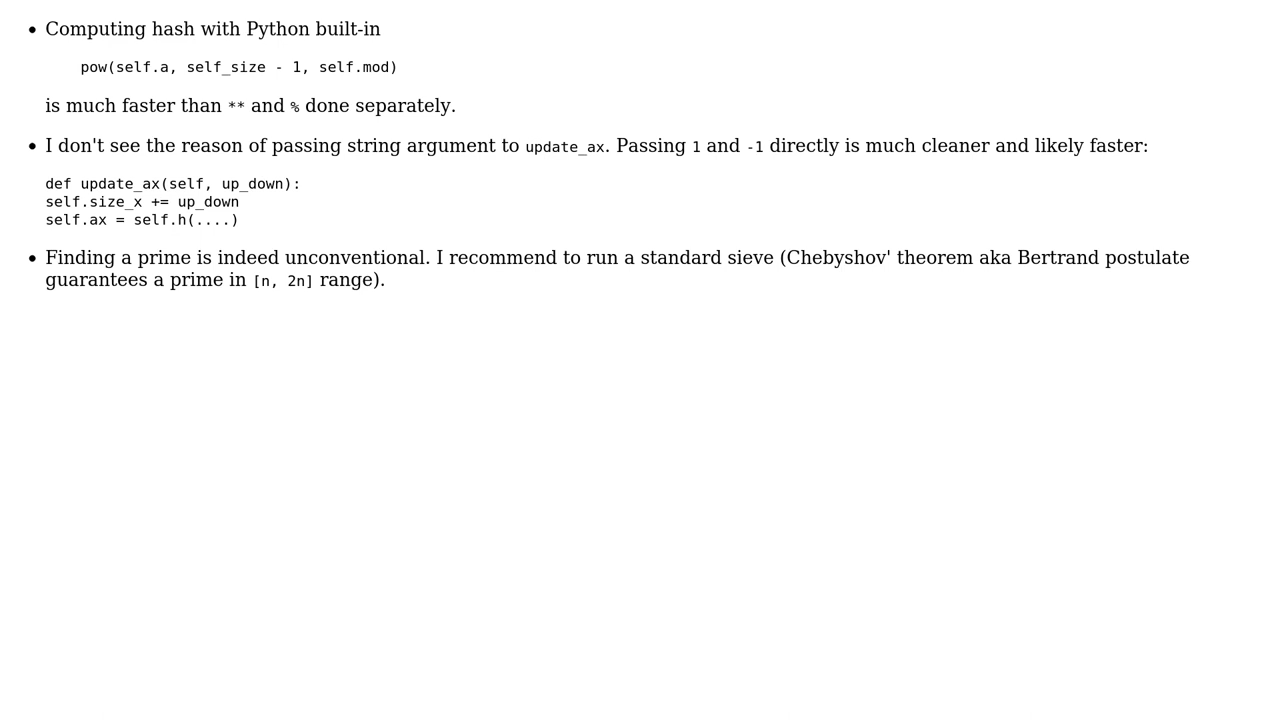 • Computing hash with Python built-in
pow(self.a, self_size - 1, self.mod)
is much faster than ** and % done separately.
• I don't see the reason of passing string argument to update_ax. Passing 1 and -1 directly is much cleaner and likely faster:
def update_ax(self, up_down):
self.size_x += up_down
self.ax = self.h(....)
• Finding a prime is indeed unconventional. I recommend to run a standard sieve (Chebyshov' theorem aka Bertrand postulate
guarantees a prime in [n, 2n] range).